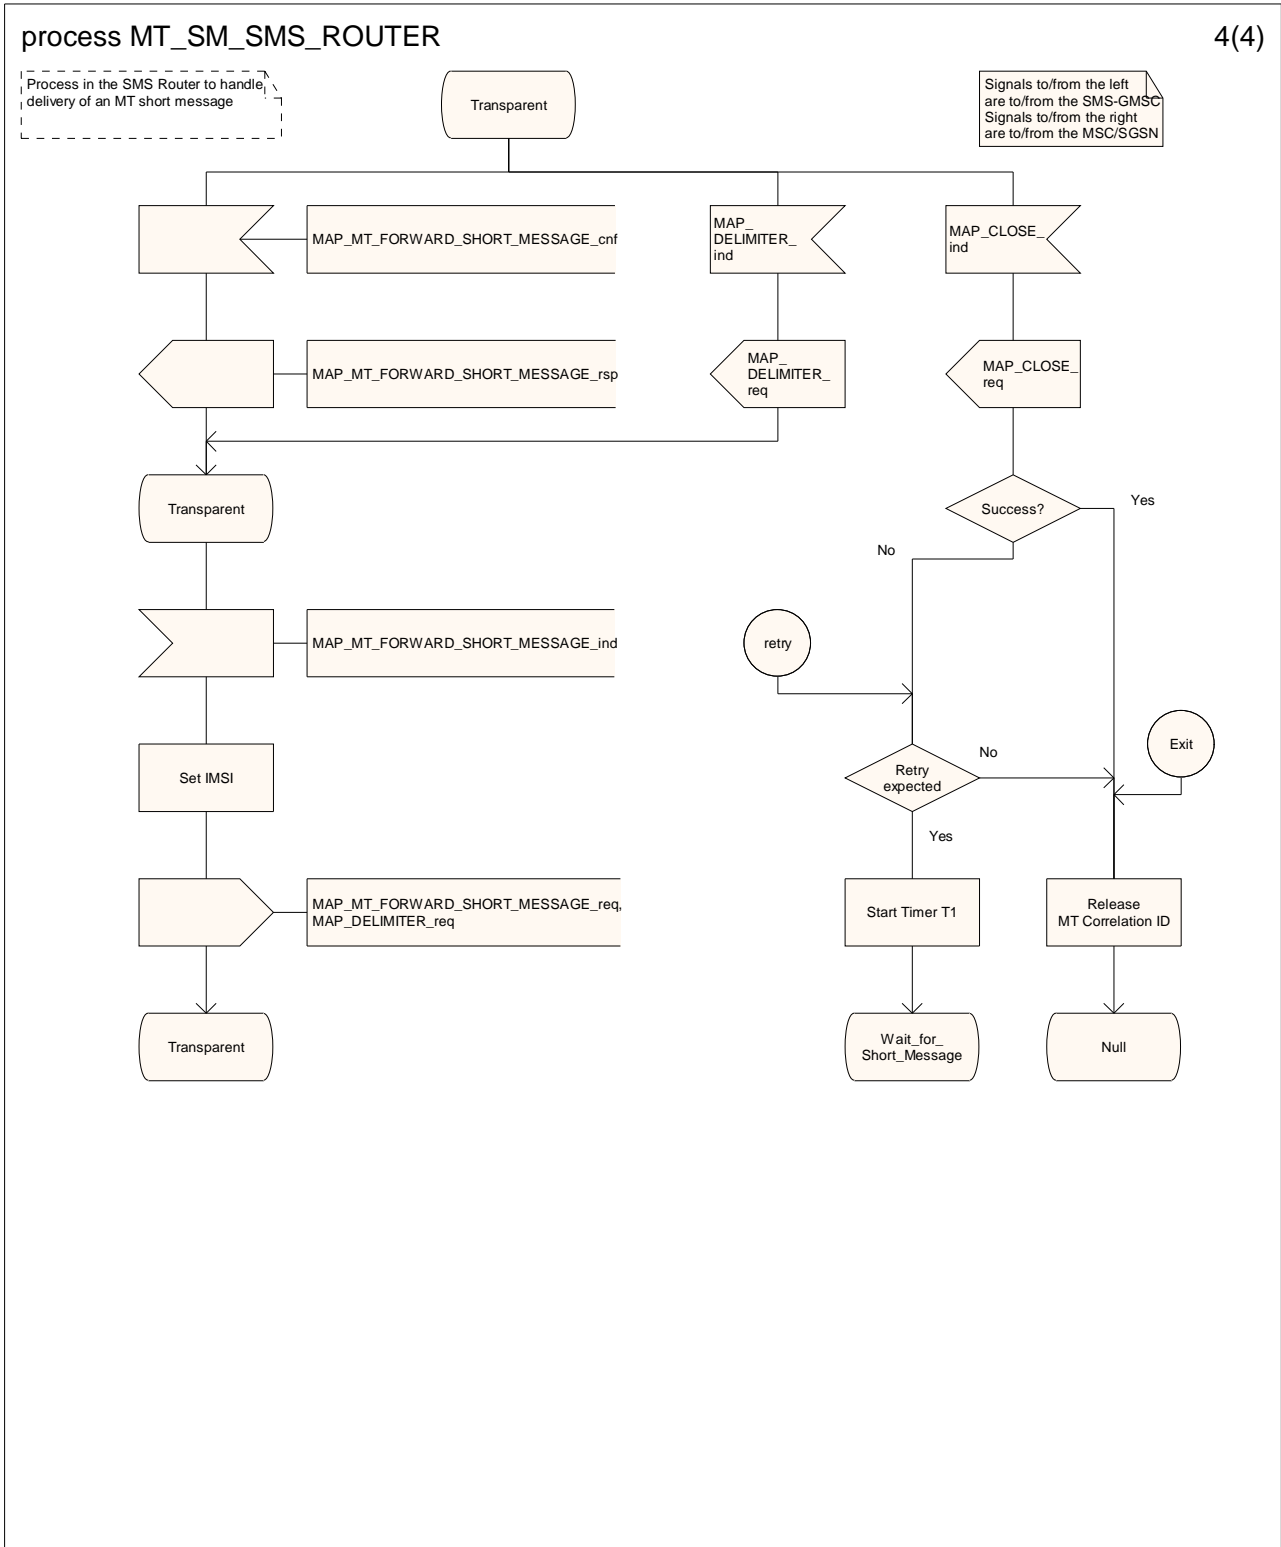 process MT_SM_SMS_ROUTER
4(4)
Process in the SMS Router to handle
delivery of an MT short message
Transparent
Signals to/from the left
are to/from the SMS-GMSC
Signals to/from the right
are to/from the MSC/SGSN
MAP_MT_FORWARD_SHORT_MESSAGE_cnf
MAP_
DELIMITER_
ind
MAP_CLOSE_
ind
MAP_MT_FORWARD_SHORT_MESSAGE_rsp
MAP_
DELIMITER_
req
MAP_CLOSE_
req
Transparent
Success?
Yes
No
MAP_MT_FORWARD_SHORT_MESSAGE_ind
retry
Set IMSI
Retry
expected
No
Exit
Yes
MAP_MT_FORWARD_SHORT_MESSAGE_req,
MAP_DELIMITER_req
Start Timer T1
Release
MT Correlation ID
Transparent
Wait_for_
Short_Message
Null